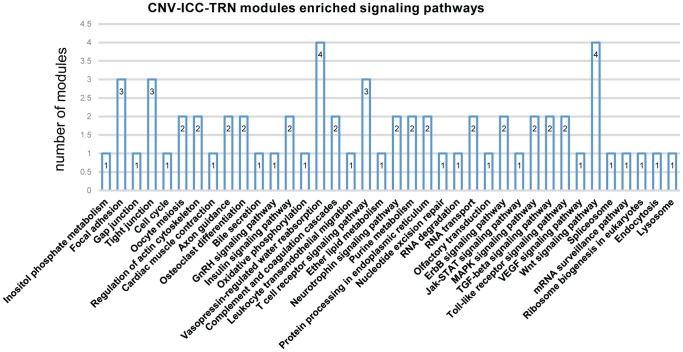 CNV-ICC-TRN modules enriched signaling pathways
number of modules
4.5
4
3.5
3
2.5
2
1.5
1
0.5
0
1 3 1 3 1 2 2 1 2 2 1 1 2 1 4 2 1 3 1 2 2 2 1 1 2 1 2 1 2 2 2 1 4 1 1 1 1 1
Inositol phosphate metabolism
Focal adhesion
Gap junction
Tight junction
Cell cycle
Oocyte meiosis
Regulation of actin cytoskeleton
Cardiac muscle contraction
Axon guidance
Osteoclast differentiation
Bile secretion
GnRH signaling pathway
Insulin signaling pathway
Oxidative phosphorylation
Vasopressin-regulated water reabsorption
Complement and coagulation cascades
Leukocyte transendothelial migration
T cell receptor signaling pathway
Ether lipid metabolism
Neurotrophin signaling pathway
Purine metabolism
Protein processing in endoplasmic reticulum
Nucleotide excision repair
RNA degradation
RNA transport
Olfactory transduction
ErbB signaling pathway
Jak-STAT signaling pathway
MAPK signaling pathway
TGF-beta signaling pathway
Toll-like receptor signaling pathway
VEGF signaling pathway
Wnt signaling pathway
Spliceosome
mRNA surveillance pathway
Ribosome biogenesis in eukaryotes
Endocytosis
Lysosome